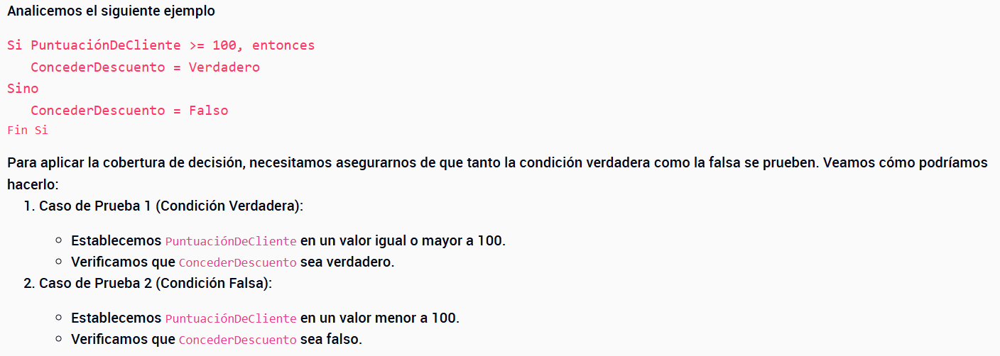 Analicemos el siguiente ejemplo
Si PuntuaciónDeCliente >= 100, entonces
ConcederDescuento = Verdadero
Sino
ConcederDescuento = Falso
Fin Si
Para aplicar la cobertura de decisión, necesitamos asegurarnos de que tanto la condición verdadera como la falsa se prueben. Veamos cómo podríamos
hacerlo:
1. Caso de Prueba 1 (Condición Verdadera):
◦ Establecemos PuntuaciónDeCliente en un valor igual o mayor a 100.
◦ Verificamos que ConcederDescuento sea verdadero.
2. Caso de Prueba 2 (Condición Falsa):
◦ Establecemos PuntuaciónDeCliente en un valor menor a 100.
◦ Verificamos que ConcederDescuento sea falso.